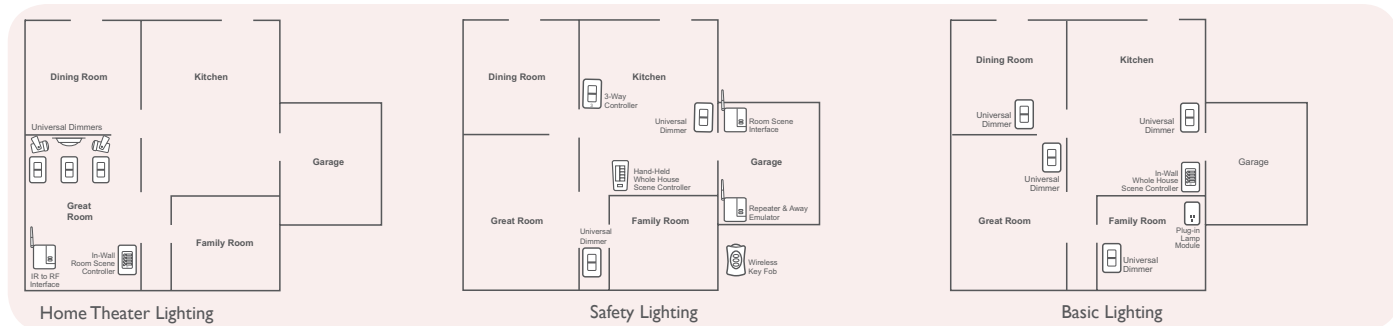 Dining Room
Kitchen
Universal Dimmers
Garage
Great
Room
Family Room
In-Wall
Room Scene
Controller
IR to RF
Interface
Home Theater Lighting
Dining Room
Kitchen
3-Way
Controller
Universal
Dimmer
Room Scene
Interface
Garage
Hand-Held
Whole House
Scene Controller
Repeater & Away
Emulator
Great Room
Family Room
Universal
Dimmer
Wireless
Key Fob
Safety Lighting
Dining Room
Kitchen
Universal
Dimmer
Universal
Dimmer
Universal
Dimmer
Garage
In-Wall
Whole House
Scene Controller
Great Room
Family Room
Plug-in
Lamp
Module
Universal
Dimmer
Basic Lighting